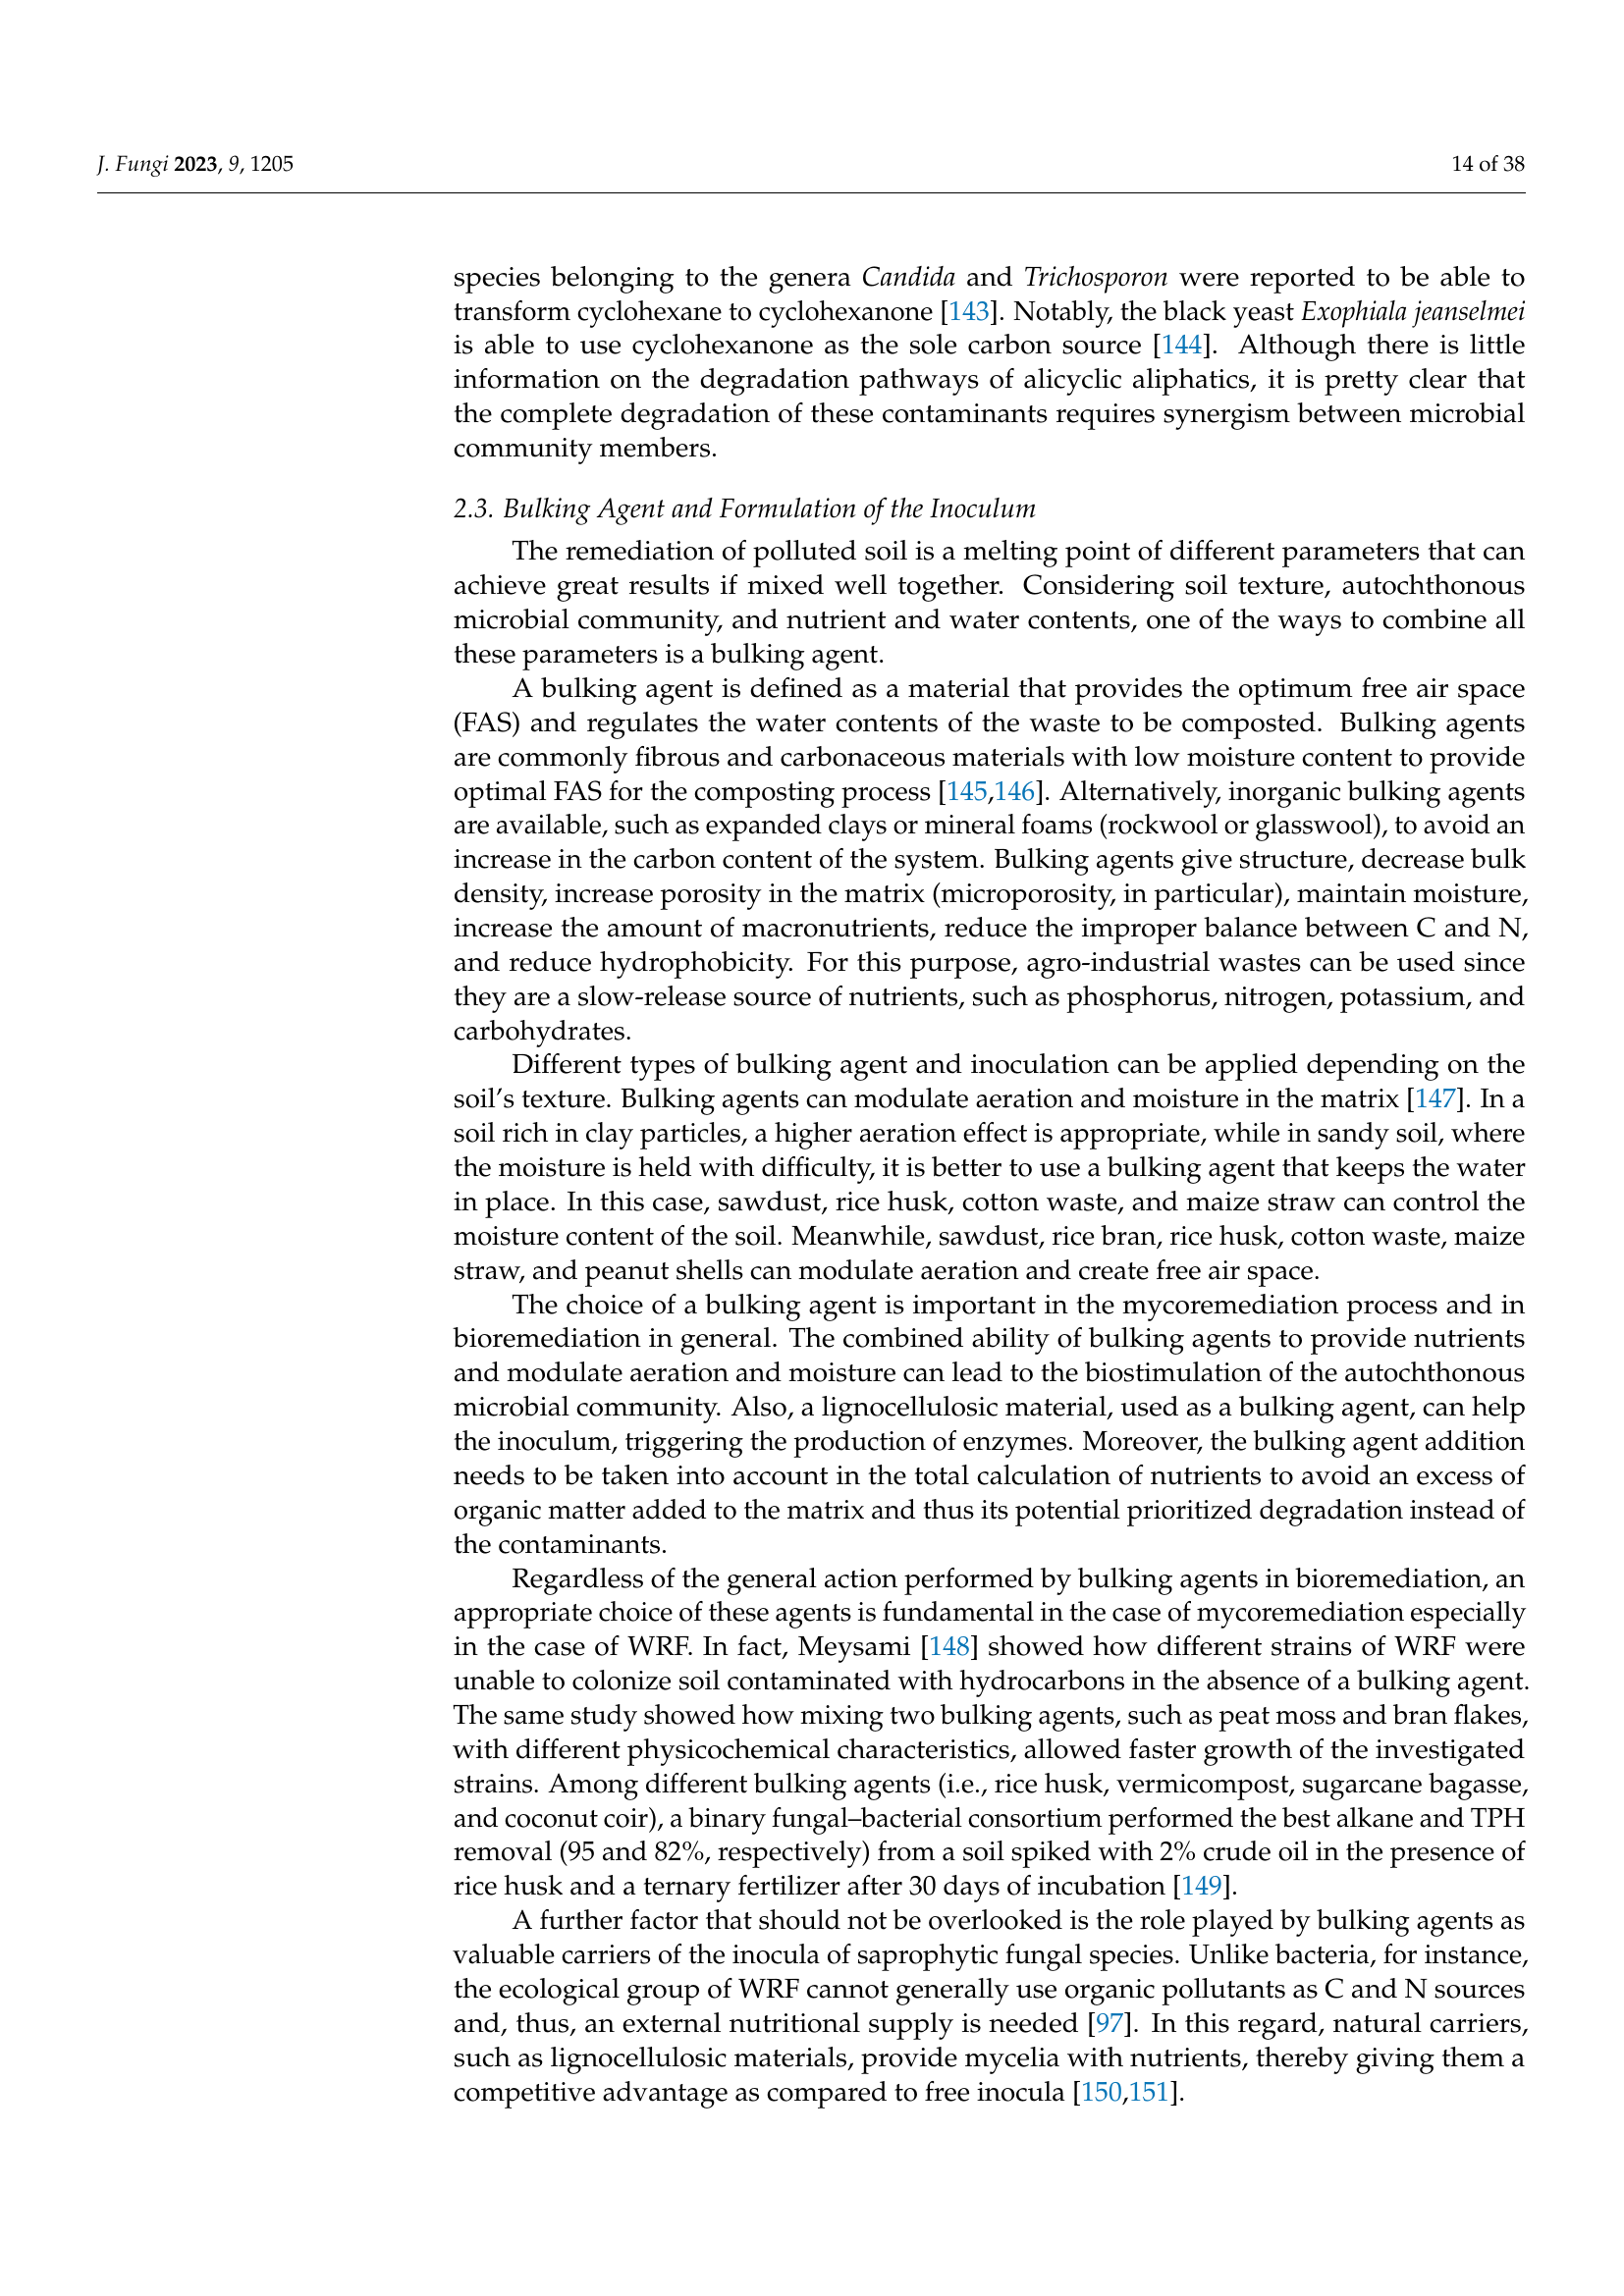 J. Fungi 2023, 9, 1205
14 of 38
species belonging to the genera Candida and Trichosporon were reported to be able to
transform cyclohexane to cyclohexanone [143]. Notably, the black yeast Exophiala jeanselmei
is able to use cyclohexanone as the sole carbon source [144]. Although there is little
information on the degradation pathways of alicyclic aliphatics, it is pretty clear that
the complete degradation of these contaminants requires synergism between microbial
community members.
2.3. Bulking Agent and Formulation of the Inoculum
The remediation of polluted soil is a melting point of different parameters that can
achieve great results if mixed well together. Considering soil texture, autochthonous
microbial community, and nutrient and water contents, one of the ways to combine all
these parameters is a bulking agent.
A bulking agent is defined as a material that provides the optimum free air space
(FAS) and regulates the water contents of the waste to be composted. Bulking agents
are commonly fibrous and carbonaceous materials with low moisture content to provide
optimal FAS for the composting process [145,146]. Alternatively, inorganic bulking agents
are available, such as expanded clays or mineral foams (rockwool or glasswool), to avoid an
increase in the carbon content of the system. Bulking agents give structure, decrease bulk
density, increase porosity in the matrix (microporosity, in particular), maintain moisture,
increase the amount of macronutrients, reduce the improper balance between C and N,
and reduce hydrophobicity. For this purpose, agro-industrial wastes can be used since
they are a slow-release source of nutrients, such as phosphorus, nitrogen, potassium, and
carbohydrates.
Different types of bulking agent and inoculation can be applied depending on the
soil's texture. Bulking agents can modulate aeration and moisture in the matrix [147]. In a
soil rich in clay particles, a higher aeration effect is appropriate, while in sandy soil, where
the moisture is held with difficulty, it is better to use a bulking agent that keeps the water
in place. In this case, sawdust, rice husk, cotton waste, and maize straw can control the
moisture content of the soil. Meanwhile, sawdust, rice bran, rice husk, cotton waste, maize
straw, and peanut shells can modulate aeration and create free air space.
The choice of a bulking agent is important in the mycoremediation process and in
bioremediation in general. The combined ability of bulking agents to provide nutrients
and modulate aeration and moisture can lead to the biostimulation of the autochthonous
microbial community. Also, a lignocellulosic material, used as a bulking agent, can help
the inoculum, triggering the production of enzymes. Moreover, the bulking agent addition
needs to be taken into account in the total calculation of nutrients to avoid an excess of
organic matter added to the matrix and thus its potential prioritized degradation instead of
the contaminants.
Regardless of the general action performed by bulking agents in bioremediation, an
appropriate choice of these agents is fundamental in the case of mycoremediation especially
in the case of WRF. In fact, Meysami [148] showed how different strains of WRF were
unable to colonize soil contaminated with hydrocarbons in the absence of a bulking agent.
The same study showed how mixing two bulking agents, such as peat moss and bran flakes,
with different physicochemical characteristics, allowed faster growth of the investigated
strains. Among different bulking agents (i.e., rice husk, vermicompost, sugarcane bagasse,
and coconut coir), a binary fungal–bacterial consortium performed the best alkane and TPH
removal (95 and 82%, respectively) from a soil spiked with 2% crude oil in the presence of
rice husk and a ternary fertilizer after 30 days of incubation [149].
A further factor that should not be overlooked is the role played by bulking agents as
valuable carriers of the inocula of saprophytic fungal species. Unlike bacteria, for instance,
the ecological group of WRF cannot generally use organic pollutants as C and N sources
and, thus, an external nutritional supply is needed [97]. In this regard, natural carriers,
such as lignocellulosic materials, provide mycelia with nutrients, thereby giving them a
competitive advantage as compared to free inocula [150,151].